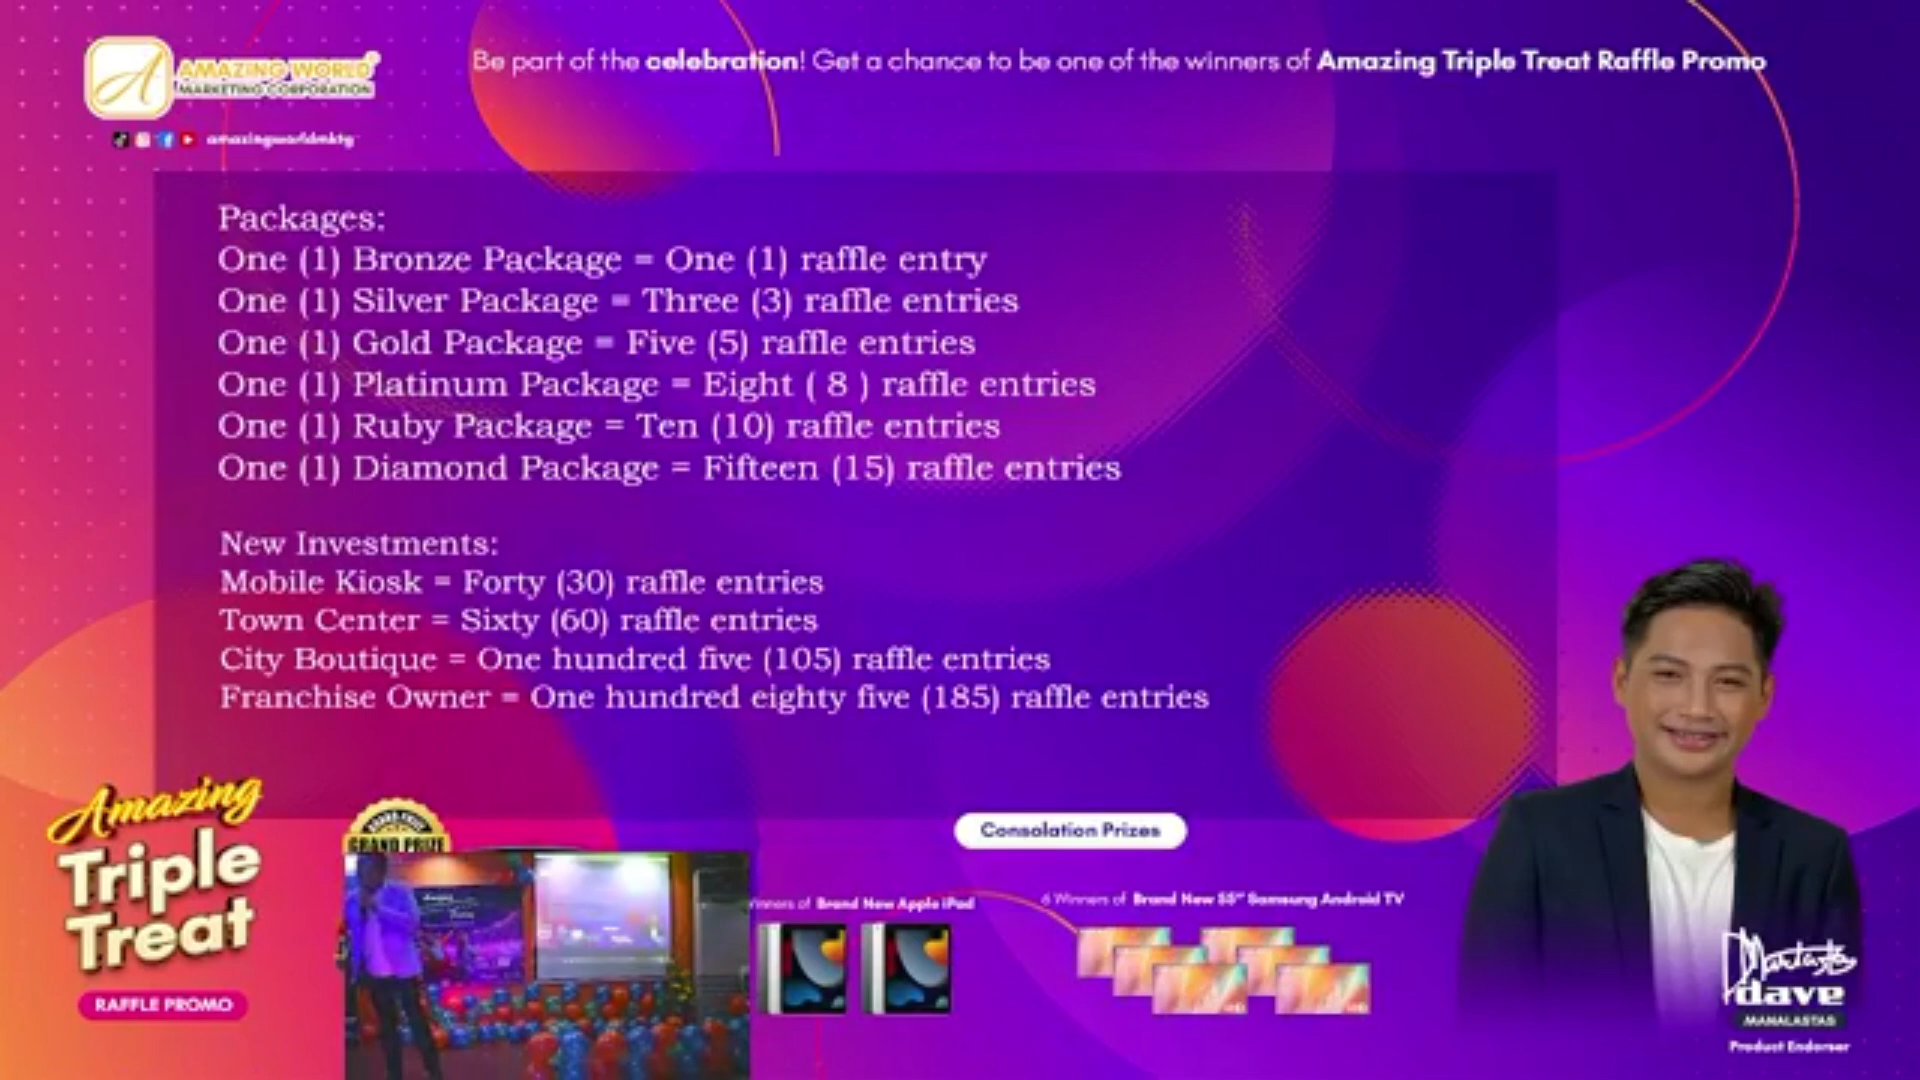 AMAZING WORLD
MARKETING CORPORATION
amazingworldmktg
Be part of the celebration! Get a chance to be one of the winners of Amazing Triple Treat Raffle Promo
Packages:
One (1) Bronze Package = One (1) raffle entry
One (1) Silver Package = Three (3) raffle entries
One (1) Gold Package = Five (5) raffle entries
One (1) Platinum Package = Eight ( 8 ) raffle entries
One (1) Ruby Package = Ten (10) raffle entries
One (1) Diamond Package = Fifteen (15) raffle entries
New Investments:
Mobile Kiosk = Forty (30) raffle entries
Town Center = Sixty (60) raffle entries
City Boutique = One hundred five (105) raffle entries
Franchise Owner = One hundred eighty five (185) raffle entries
Amazing
Triple
Treat
RAFFLE PROMO
GRAND PRIZE
Consolation Prizes
of Brand New Apple iPad
6 Winners of Brand New 55" Samsung Android TV
dave
MANALASTAS
Product Endorser